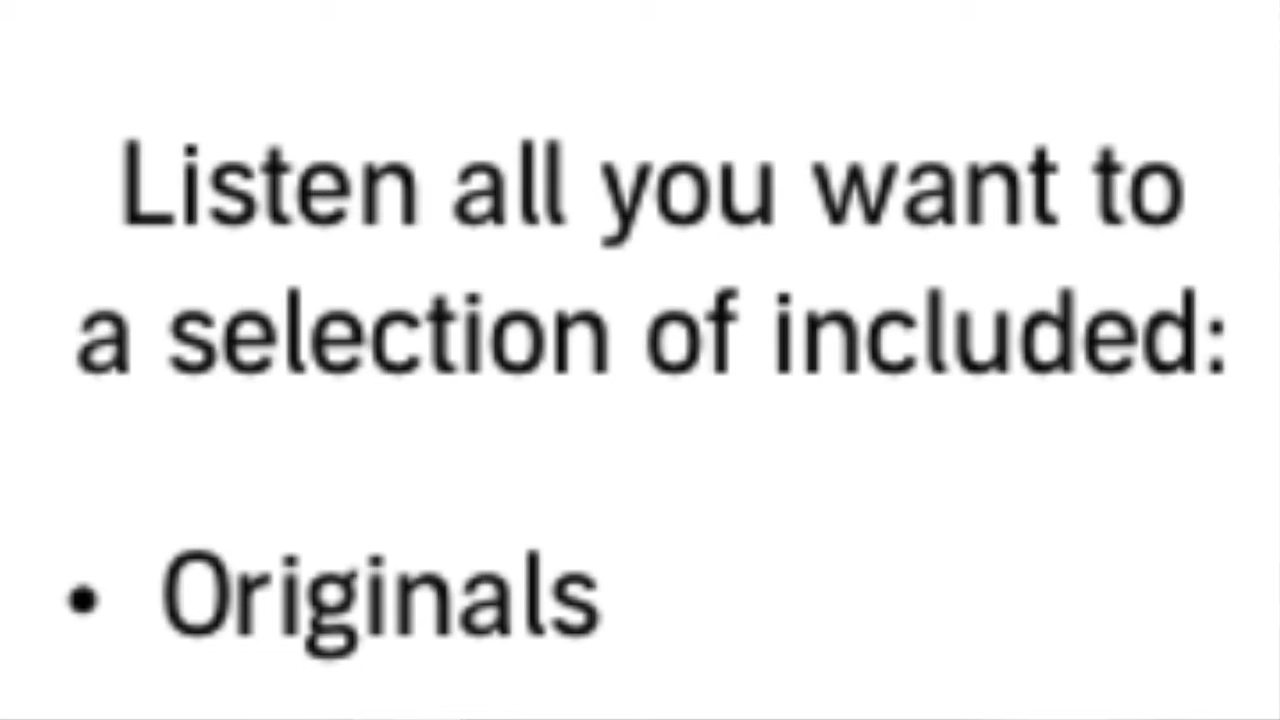 Listen all you want to
a selection of included:
• Originals